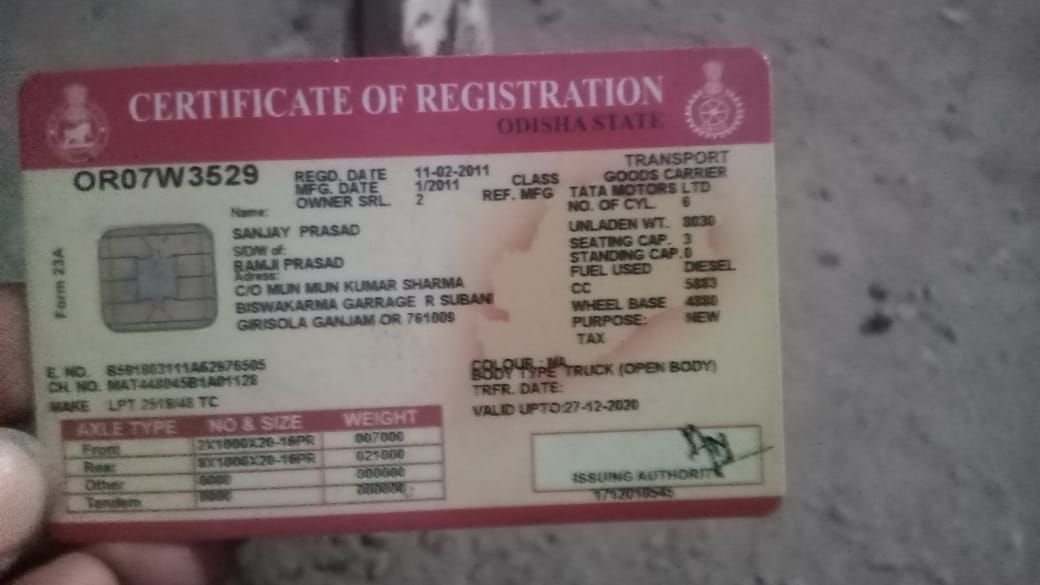 CERTIFICATE OF REGISTRATION
ODISHA STATE
OR07W3529
REGD. DATE 11-02-2011
MFG. DATE 1/2011
OWNER SRL. 2
TRANSPORT
CLASS GOODS CARRIER
REF. MFG TATA MOTORS LTD
NO. OF CYL. 6
UNLADEN WT. 8030
SEATING CAP. 3
STANDING CAP. 0
FUEL USED DIESEL
CC 5883
WHEEL BASE 4880
PURPOSE: NEW
TAX
Form 23A
Name:
SANJAY PRASAD
S/D/W of:
RAMJI PRASAD
Adress:
C/O MUN MUN KUMAR SHARMA
BISWAKARMA GARRAGE R SUBANI
GIRISOLA GANJAM OR 761009
E. NO.
CH. NO. MAT448045B1A01128
MAKE LPT 2518/48 TC
COLOUR : NA
BODY TYPE TRUCK (OPEN BODY)
TRFR. DATE:
VALID UPTO:27-12-2020
AXLE TYPE NO & SIZE WEIGHT
Front 2X1000X20-16PR 007000
Rear 8X1000X20-16PR 021000
Other 0000 000000
Tandem 0000 000000
ISSUING AUTHORITY